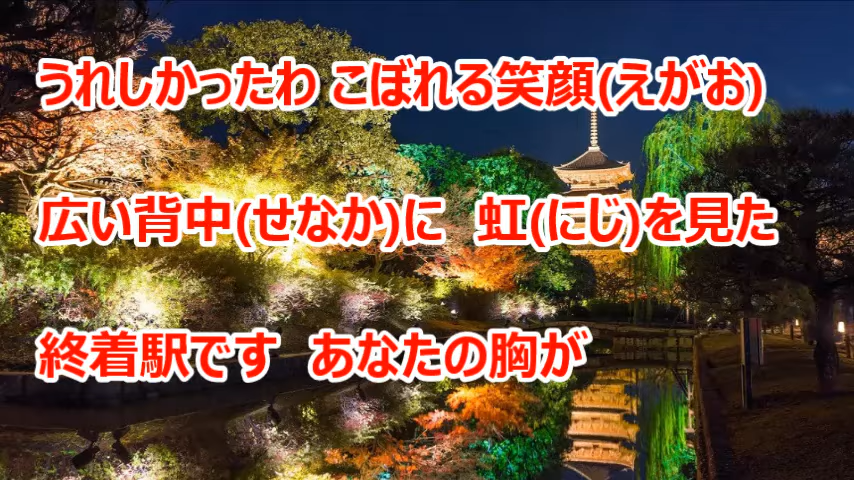 うれしかったわ こぼれる笑顔(えがお)
広い背中(せなか)に 虹(にじ)を見た
終着駅です あなたの胸が